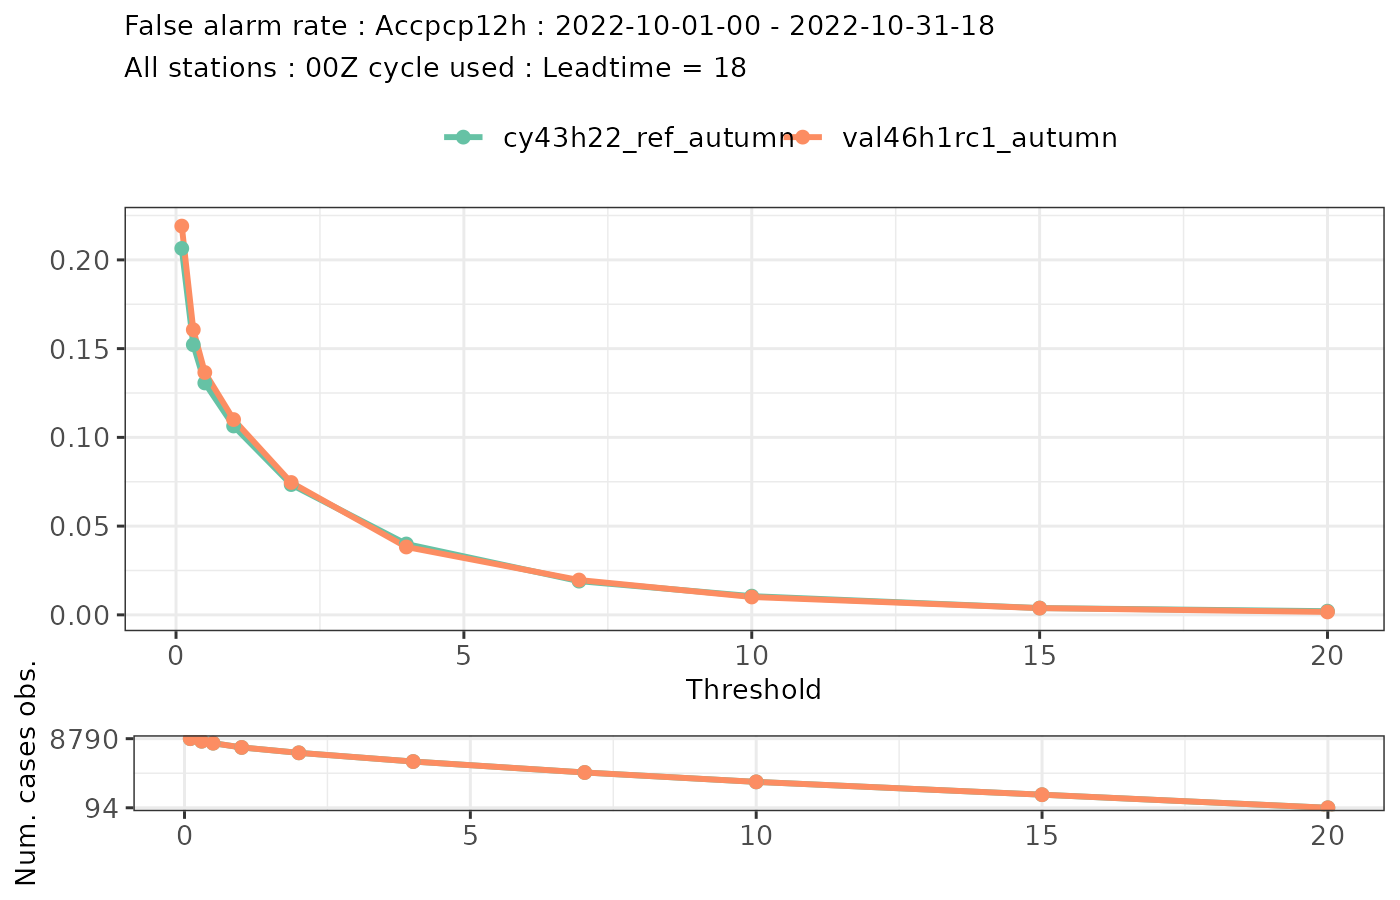 False alarm rate : Accpcp12h : 2022-10-01-00 - 2022-10-31-18
All stations : 00Z cycle used : Leadtime = 18
cy43h22_ref_autumn val46h1rc1_autumn
0.20
0.15
0.10
0.05
0.00
0 5 10 15 20
Threshold
Num. cases obs.
8790
94
0 5 10 15 20